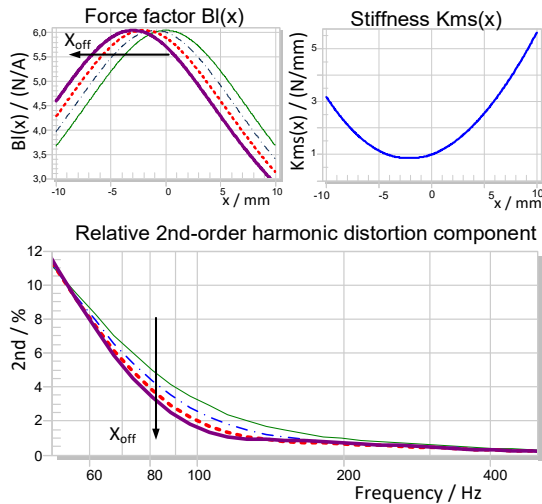 Force factor Bl(x)
Xoff
Bl(x) / (N/A)
6,0
5,5
5,0
4,5
4,0
3,5
3,0
-10 -5 0 5 10
x / mm
Stiffness Kms(x)
Kms(x) / (N/mm)
5
3
1
-10 -5 0 5 10
x / mm
Relative 2nd-order harmonic distortion component
2nd / %
12
10
8
6
4
2
0
Xoff
60 80 100 200 400
Frequency / Hz